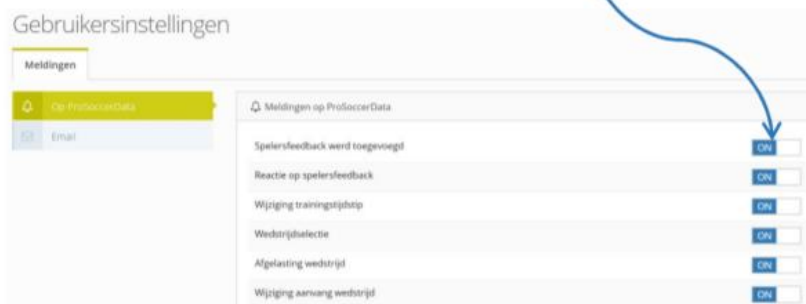 Gebruikersinstellingen
Meldingen
Op ProSoccerData
Email
Meldingen op ProSoccerData
Spelersfeedback werd toegevoegd ON
Reactie op spelersfeedback ON
Wijziging trainingstijdstip ON
Wedstrijdselectie ON
Afgelasting wedstrijd ON
Wijziging aanvang wedstrijd ON